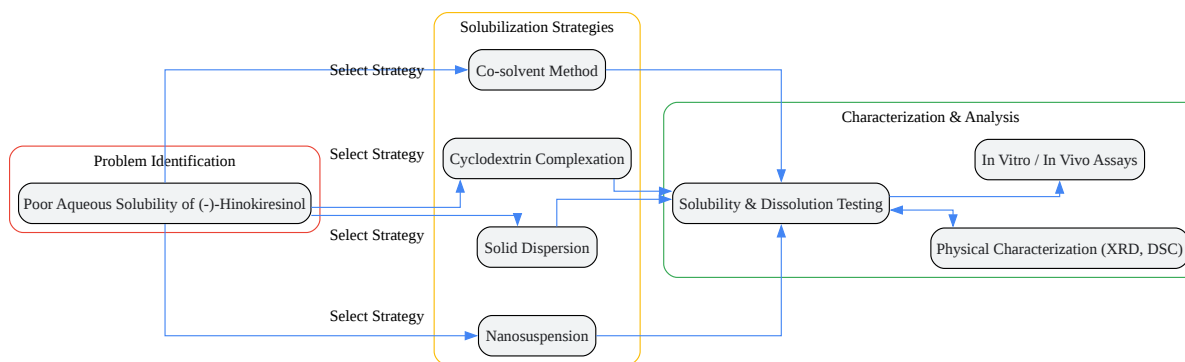 Solubilization Strategies
Select Strategy
Co-solvent Method
Characterization & Analysis
Problem Identification
Select Strategy
Cyclodextrin Complexation
In Vitro / In Vivo Assays
Poor Aqueous Solubility of (-)-Hinokiresinol
Solubility & Dissolution Testing
Select Strategy
Solid Dispersion
Physical Characterization (XRD, DSC)
Select Strategy
Nanosuspension